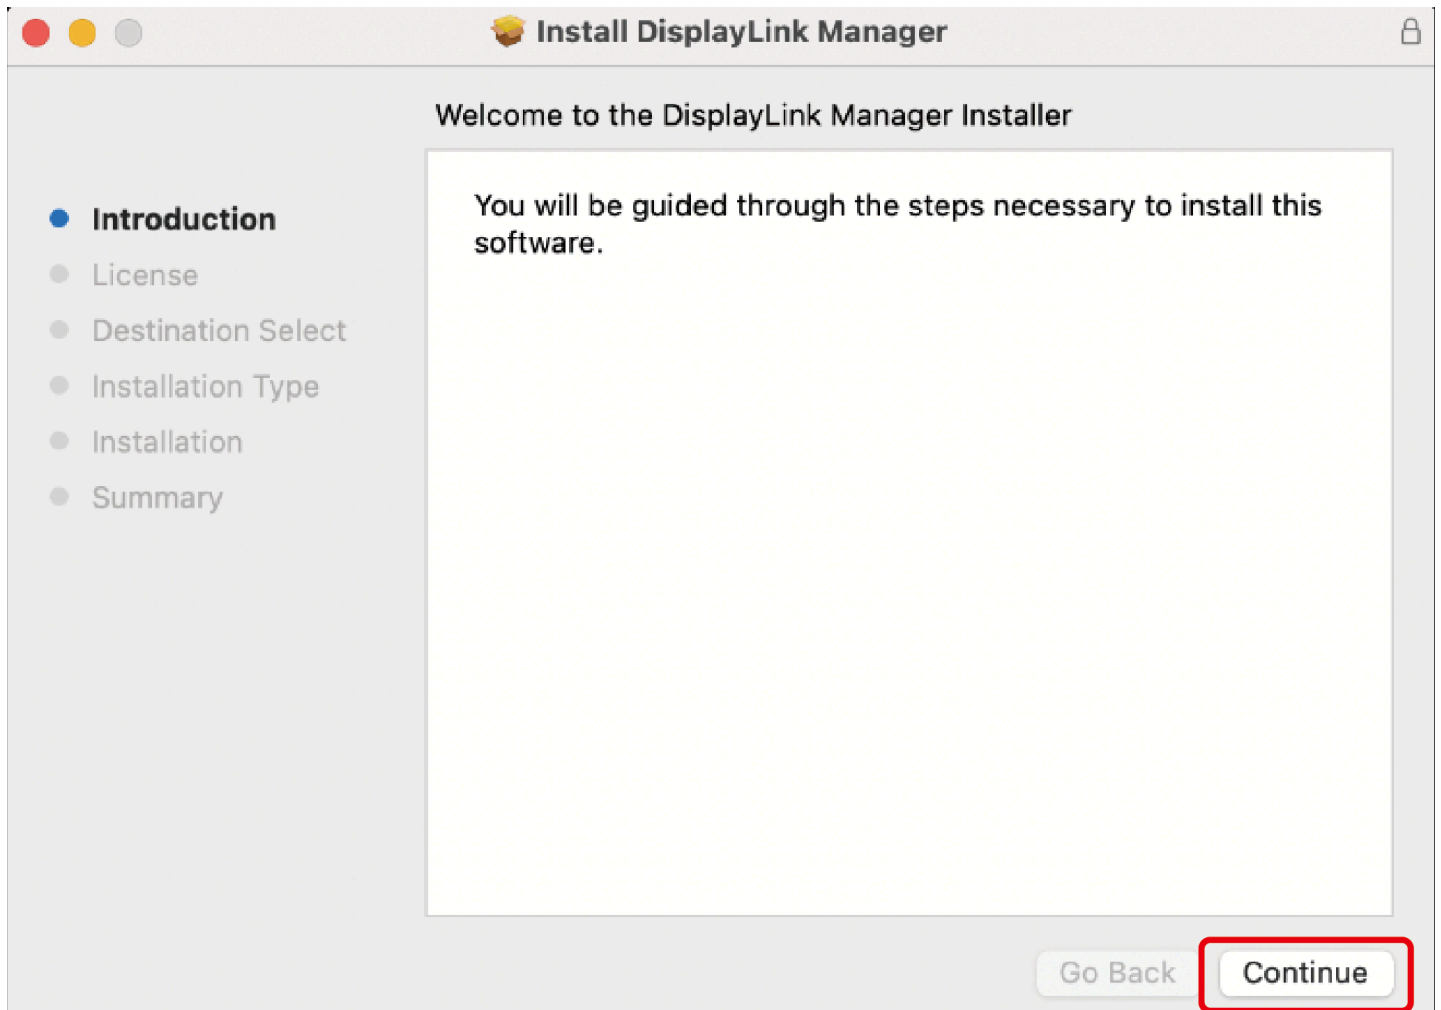 Install DisplayLink Manager
Welcome to the DisplayLink Manager Installer
Introduction
License
Destination Select
Installation Type
Installation
Summary
You will be guided through the steps necessary to install this
software.
Go Back
Continue